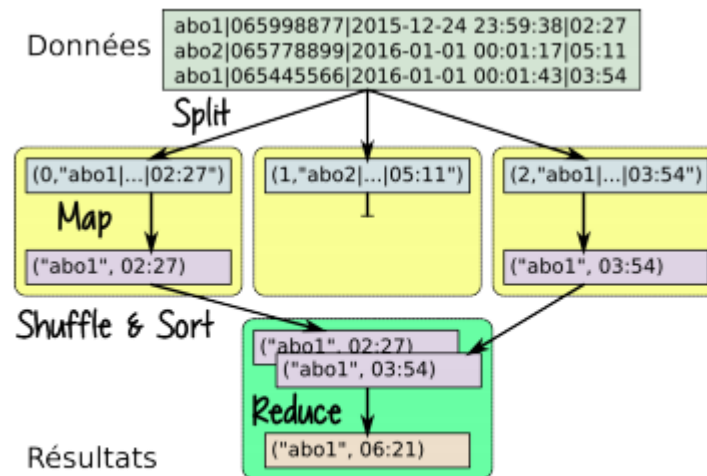 Données
abo1|065998877|2015-12-24 23:59:38|02:27
abo2|065778899|2016-01-01 00:01:17|05:11
abo1|065445566|2016-01-01 00:01:43|03:54
Split
(0,"abo1|...|02:27")
(1,"abo2|...|05:11")
(2,"abo1|...|03:54")
Map
("abo1", 02:27)
("abo1", 03:54)
Shuffle & Sort
("abo1", 02:27)
("abo1", 03:54)
Reduce
("abo1", 06:21)
Résultats